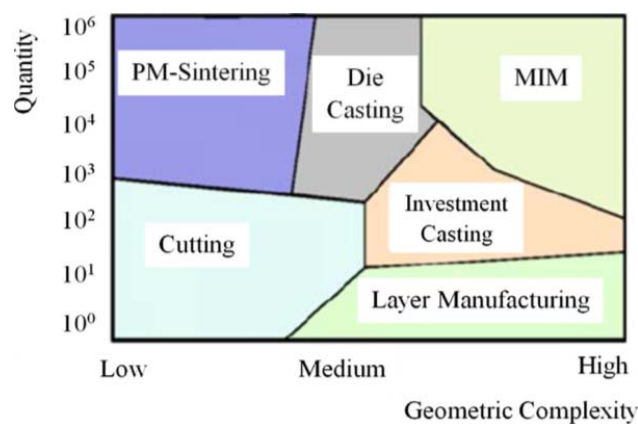 Quantity
10⁶
10⁵
10⁴
10³
10²
10¹
10⁰
PM-Sintering
Die
Casting
MIM
Cutting
Investment
Casting
Layer Manufacturing
Low
Medium
High
Geometric Complexity